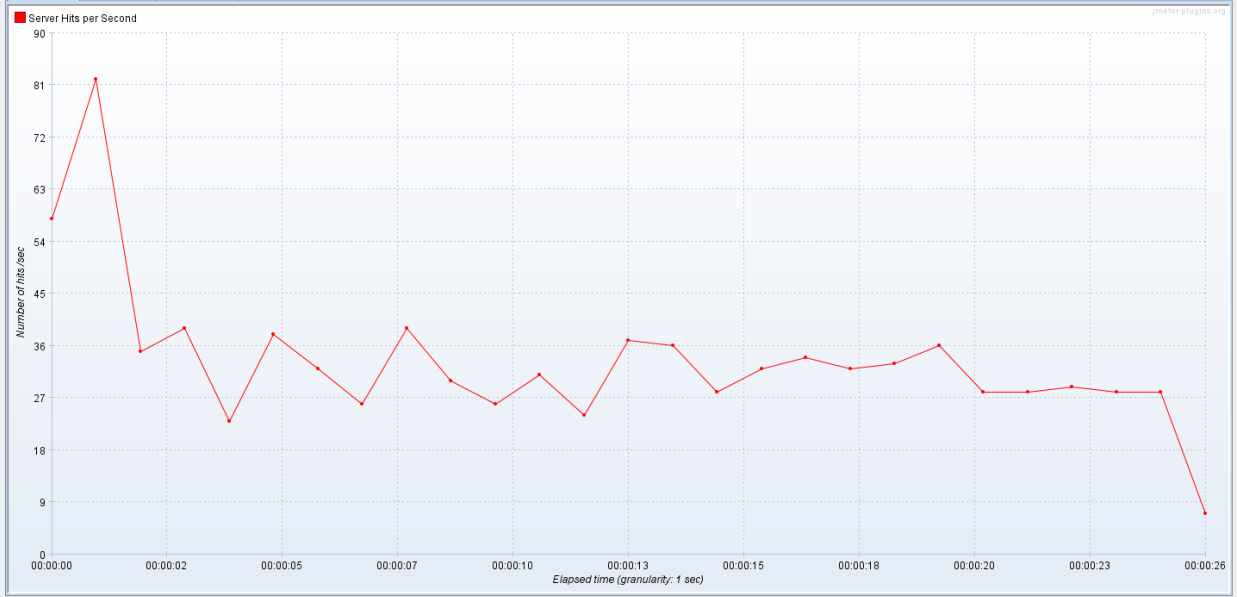 Server Hits per Second
jmeter-plugins.org
90
81
72
63
54
45
36
27
18
9
0
Number of hits/sec
00:00:00 00:00:02 00:00:05 00:00:07 00:00:10 00:00:13 00:00:15 00:00:18 00:00:20 00:00:23 00:00:26
Elapsed time (granularity: 1 sec)